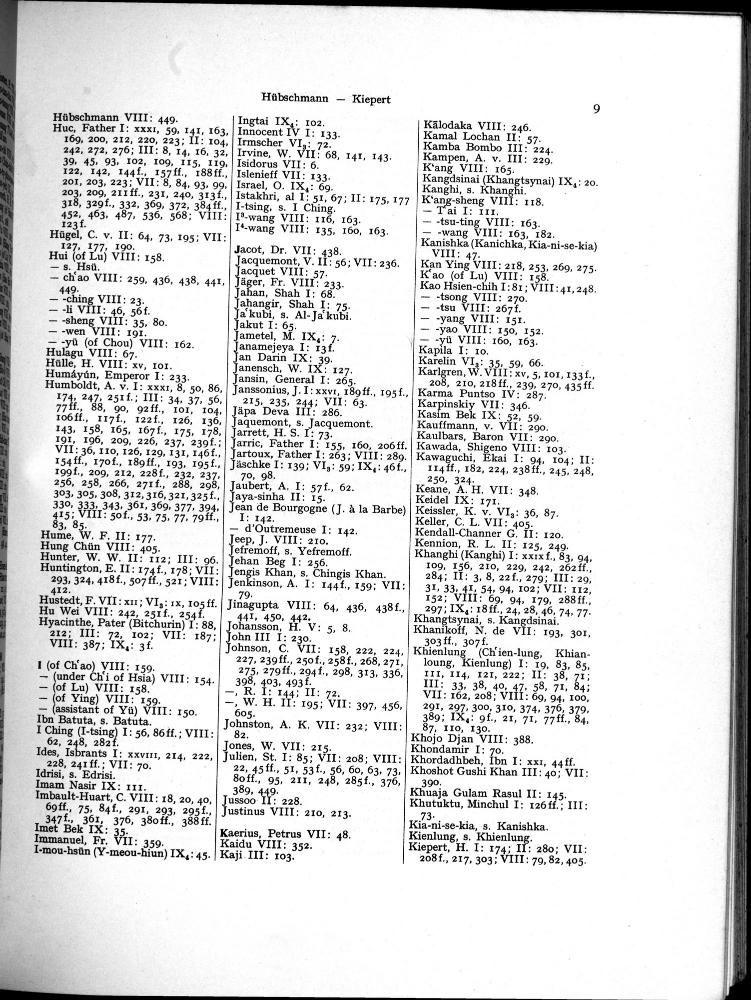 Hübschmann — Kiepert
9
Hübschmann VIII: 449.
Huc, Father I: XXXI, 59, 141, 163,
169, 200, 212, 220, 223; II: 104,
242, 272, 276; III: 8, 14, 16, 32,
39, 45, 93, 102, 109, 115, 119,
122, 142, 144f., 157ff., 188ff.,
201, 203, 223; VII: 8, 84, 93, 99,
203, 209, 211ff., 231, 240, 313f.,
318, 329f., 332, 369, 372, 384ff.,
452, 463, 487, 536, 568; VIII:
123f.
Hügel, C. v. II: 64, 73, 195; VII:
127, 177, 190.
Hui (of Lu) VIII: 158.
— s. Hsü.
— ch'ao VIII: 259, 436, 438, 441,
449.
— -ching VIII: 23.
— -li VIII: 46, 56f.
— -sheng VIII: 35, 80.
— -wen VIII: 191.
— -yü (of Chou) VIII: 162.
Hulagu VIII: 67.
Hülle, H. VIII: XV, 101.
Humáyún, Emperor I: 233.
Humboldt, A. v. I: XXXI, 8, 50, 86,
174, 247, 251f.; III: 34, 37, 56,
77ff., 88, 90, 92ff., 101, 104,
106ff., 117f., 122f., 126, 136,
143, 158, 165, 167f., 175, 178,
191, 196, 209, 226, 237, 239f.;
VII: 36, 110, 126, 129, 131, 146f.,
154ff., 170f., 189ff., 193, 195f.,
199f., 209, 212, 228f., 232, 237,
256, 258, 266, 271f., 288, 298,
303, 305, 308, 312, 316, 321, 325f.,
330, 333, 343, 361, 369, 377, 394,
415; VIII: 50f., 53, 75, 77, 79ff.,
83, 85.
Hume, W. F. II: 177.
Hung Chün VIII: 405.
Hunter, W. W. II: 112; III: 96.
Huntington, E. II: 174f., 178; VII:
293, 324, 418f., 507ff., 521; VIII:
412.
Hustedt, F. VII: XII; VI₃: IX, 105ff.
Hu Wei VIII: 242, 251f., 254f.
Hyacinthe, Pater (Bitchurin) I: 88,
212; III: 72, 102; VII: 187;
VIII: 387; IX₄: 3f.
I (of Ch'ao) VIII: 159.
— (under Ch'i of Hsia) VIII: 154.
— (of Lu) VIII: 158.
— (of Ying) VIII: 159.
— (assistant of Yü) VIII: 150.
Ibn Batuta, s. Batuta.
I Ching (I-tsing) I: 56, 86ff.; VIII:
62, 248, 282f.
Ides, Isbrants I: XXVIII, 214, 222,
228, 241ff.; VII: 70.
Idrisi, s. Edrisi.
Imam Nasir IX: 111.
Imbault-Huart, C. VIII: 18, 20, 40,
69ff., 75, 84f., 291, 293, 295f.,
347f., 361, 376, 380ff., 388ff.
Imet Bek IX: 35.
Immanuel, Fr. VII: 359.
I-mou-hsün (Y-meou-hiun) IX₄: 45.
Ingtai IX₄: 102.
Innocent IV I: 133.
Irmscher VI₃: 72.
Irvine, W. VII: 68, 141, 143.
Isidorus VII: 6.
Islenieff VII: 133.
Israel, O. IX₄: 69.
Istakhri, al I: 51, 67; II: 175, 177
I-tsing, s. I Ching.
I³-wang VIII: 116, 163.
I⁴-wang VIII: 135, 160, 163.
Jacot, Dr. VII: 438.
Jacquemont, V. II: 56; VII: 236.
Jacquet VIII: 57.
Jäger, Fr. VIII: 233.
Jahan, Shah I: 68.
Jahangir, Shah I: 75.
Ja'kubi, s. Al-Ja'kubi.
Jakut I: 65.
Jametel, M. IX₄: 7.
Janamejeya I: 13f.
Jan Darin IX: 39.
Janensch, W. IX: 127.
Jansin, General I: 265.
Janssonius, J. I: XXVI, 189ff., 195f.,
215, 235, 244; VII: 63.
Jäpa Deva III: 286.
Jaquemont, s. Jacquemont.
Jarrett, H. S. I: 73.
Jarric, Father I: 155, 160, 206ff.
Jartoux, Father I: 263; VIII: 289.
Jäschke I: 139; VI₃: 59; IX₄: 46f.,
70, 98.
Jaubert, A. I: 57f., 62.
Jaya-sinha II: 15.
Jean de Bourgogne (J. à la Barbe)
I: 142.
— d'Outremeuse I: 142.
Jeep, J. VIII: 210.
Jefremoff, s. Yefremoff.
Jehan Beg I: 256.
Jengis Khan, s. Chingis Khan.
Jenkinson, A. I: 144f., 159; VII:
79.
Jinagupta VIII: 64, 436, 438f.,
441, 450, 442.
Johansson, H. V: 5, 8.
John III I: 230.
Johnson, C. VII: 158, 222, 224,
227, 239ff., 250f., 258f., 268, 271,
275, 279ff., 294f., 298, 313, 336,
398, 403, 493f.
—, R. I: 144; II: 72.
—, W. H. II: 195; VII: 397, 456,
605.
Johnston, A. K. VII: 232; VIII:
82.
Jones, W. VII: 215.
Julien, St. I: 85; VII: 208; VIII:
22, 45ff., 51, 53f., 56, 60, 63, 73,
80ff., 95, 211, 248, 285f., 376,
389, 449.
Jussoo II: 228.
Justinus VIII: 210, 213.
Kaerius, Petrus VII: 48.
Kaidu VIII: 352.
Kaji III: 103.
Kālodaka VIII: 246.
Kamal Lochan II: 57.
Kamba Bombo III: 224.
Kampen, A. v. III: 229.
K'ang VIII: 165.
Kangdsinai (Khangtsynai) IX₄: 20.
Kanghi, s. Khanghi.
K'ang-sheng VIII: 118.
— T'ai I: 111.
— -tsu-ting VIII: 163.
— -wang VIII: 163, 182.
Kanishka (Kanichka, Kia-ni-se-kia)
VIII: 47.
Kan Ying VIII: 218, 253, 269, 275.
K'ao (of Lu) VIII: 158.
Kao Hsien-chih I: 81; VIII: 41, 248.
— -tsong VIII: 270.
— -tsu VIII: 267f.
— -yang VIII: 151.
— -yao VIII: 150, 152.
— -yü VIII: 160, 163.
Kapila I: 10.
Karelin VI₃: 35, 59, 66.
Karlgren, W. VIII: XV, 5, 101, 133f.,
208, 210, 218ff., 239, 270, 435ff.
Karma Puntso IV: 287.
Karpinskiy VII: 346.
Kasim Bek IX: 52, 59.
Kauffmann, v. VII: 290.
Kaulbars, Baron VII: 290.
Kawada, Shigeno VIII: 103.
Kawaguchi, Ekai I: 94, 104; II:
114ff., 182, 224, 238ff., 245, 248,
250, 324.
Keane, A. H. VII: 348.
Keidel IX: 171.
Keissler, K. v. VI₃: 36, 87.
Keller, C. L. VII: 405.
Kendall-Channer G. II: 120.
Kennion, R. L. II: 125, 249.
Khanghi (Kanghi) I: XXIXf., 83, 94,
109, 156, 210, 229, 242, 262ff.,
284; II: 3, 8, 22f., 279; III: 29,
31, 33, 41, 54, 94, 102; VII: 112,
152; VIII: 69, 94, 179, 288ff.,
297; IX₄: 18ff., 24, 28, 46, 74, 77.
Khangtsynai, s. Kangdsinai.
Khanikoff, N. de VII: 193, 301,
303ff., 307f.
Khienlung (Ch'ien-lung, Khian-
loung, Kienlung) I: 19, 83, 85,
111, 114, 121, 222; II: 38, 71;
III: 33, 38, 40, 47, 58, 71, 84;
VII: 162, 208; VIII: 69, 94, 100,
291, 297, 300, 310, 374, 376, 379,
389; IX₄: 9f., 21, 71, 77ff., 84,
87, 110, 130.
Khojo Djan VIII: 388.
Khondamir I: 70.
Khordadhbeh, Ibn I: XXI, 44ff.
Khoshot Gushi Khan III: 40; VII:
390.
Khuaja Gulam Rasul II: 145.
Khutuktu, Minchul I: 126ff.; III:
73.
Kia-ni-se-kia, s. Kanishka.
Kienlung, s. Khienlung.
Kiepert, H. I: 174; II: 280; VII:
208f., 217, 303; VIII: 79, 82, 405.